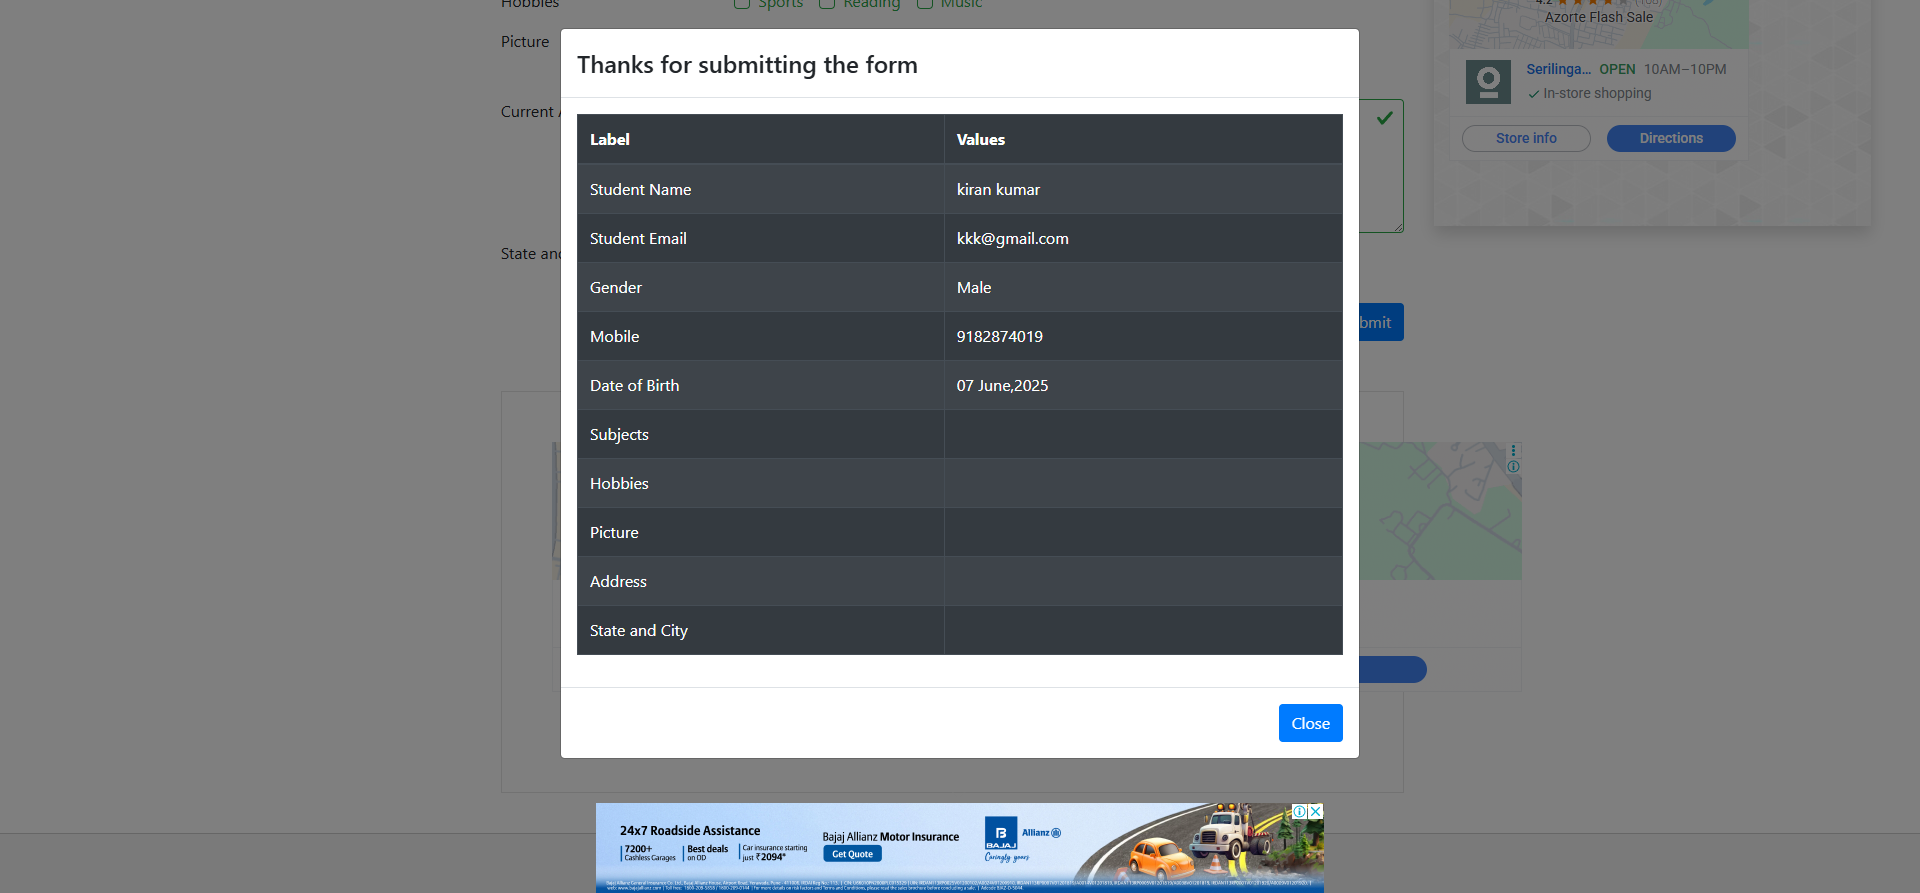 Hobbies
Sports
Reading
Music
Picture
Current
State and
bmit
4.2
Azorte Flash Sale
Serilinga... OPEN 10AM–10PM
In-store shopping
Store info
Directions
Thanks for submitting the form
Label Values
Student Name kiran kumar
Student Email kkk@gmail.com
Gender Male
Mobile 9182874019
Date of Birth 07 June,2025
Subjects
Hobbies
Picture
Address
State and City
Close
24x7 Roadside Assistance
7200+
Cashless Garages
Best deals
on OD
Car insurance starting
just ₹2094*
Bajaj Allianz Motor Insurance
Get Quote
B
BAJAJ
Allianz
Caringly yours